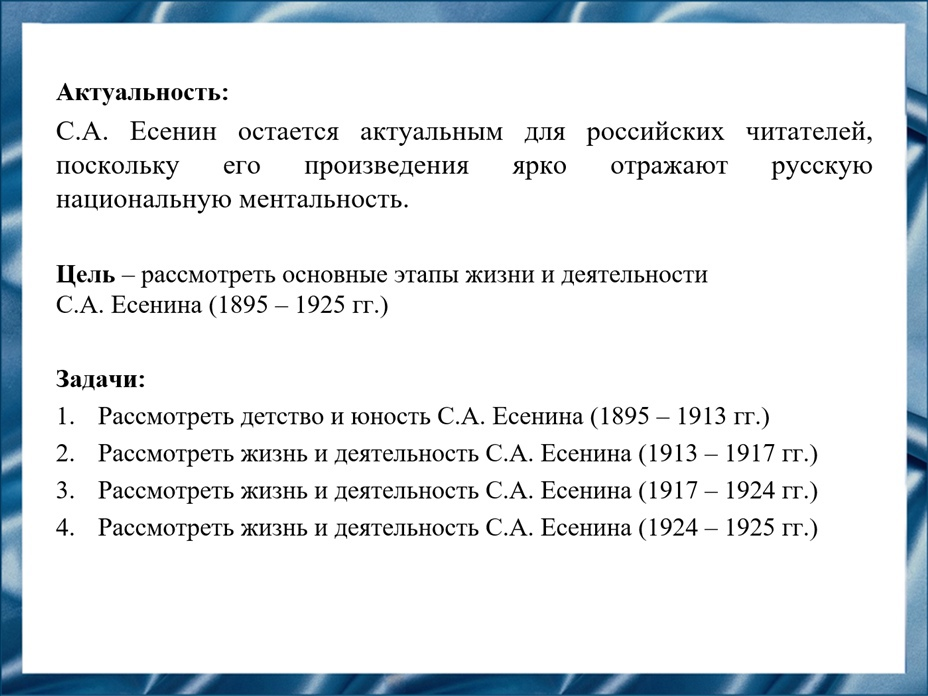 Актуальность:
С.А. Есенин остается актуальным для российских читателей,
поскольку его произведения ярко отражают русскую
национальную ментальность.
Цель – рассмотреть основные этапы жизни и деятельности
С.А. Есенина (1895 – 1925 гг.)
Задачи:
1. Рассмотреть детство и юность С.А. Есенина (1895 – 1913 гг.)
2. Рассмотреть жизнь и деятельность С.А. Есенина (1913 – 1917 гг.)
3. Рассмотреть жизнь и деятельность С.А. Есенина (1917 – 1924 гг.)
4. Рассмотреть жизнь и деятельность С.А. Есенина (1924 – 1925 гг.)